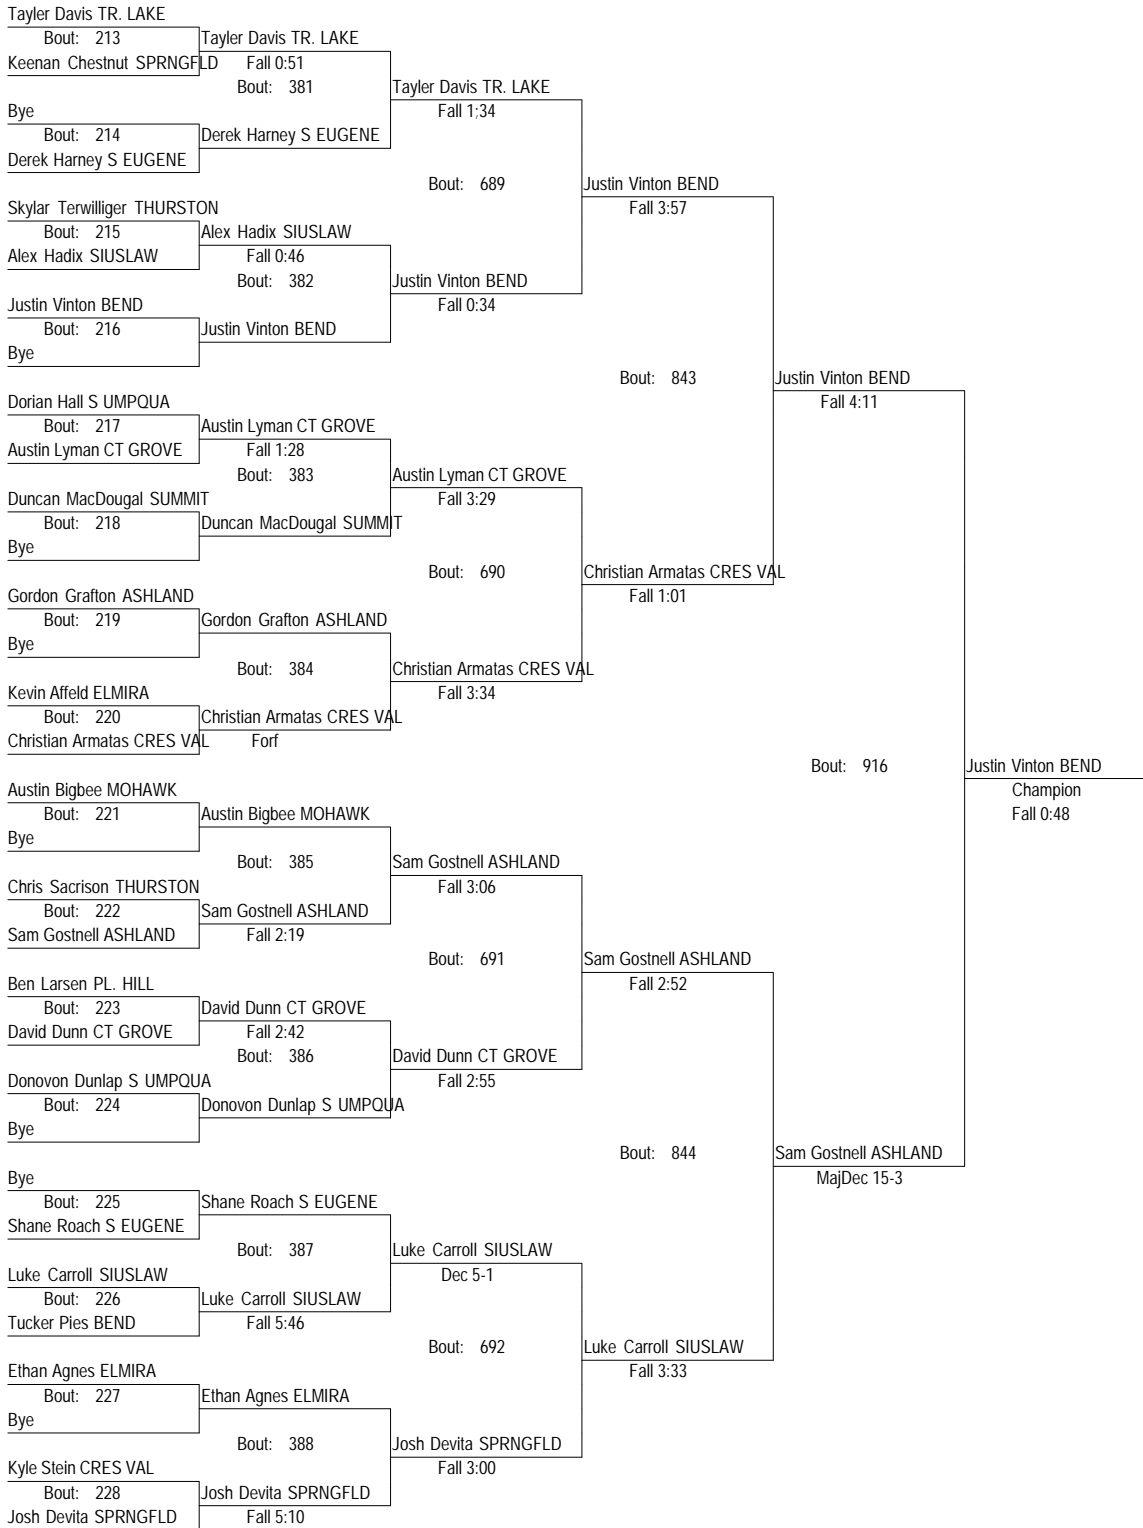 Tayler Davis TR. LAKE
Bout: 213
Tayler Davis TR. LAKE
Keenan Chestnut SPRNGFLD
Fall 0:51
Bout: 381
Tayler Davis TR. LAKE
Bye
Fall 1;34
Bout: 214
Derek Harney S EUGENE
Derek Harney S EUGENE
Bout: 689
Justin Vinton BEND
Skylar Terwilliger THURSTON
Fall 3:57
Bout: 215
Alex Hadix SIUSLAW
Alex Hadix SIUSLAW
Fall 0:46
Bout: 382
Justin Vinton BEND
Justin Vinton BEND
Fall 0:34
Bout: 216
Justin Vinton BEND
Bye
Bout: 843
Justin Vinton BEND
Dorian Hall S UMPQUA
Fall 4:11
Bout: 217
Austin Lyman CT GROVE
Austin Lyman CT GROVE
Fall 1:28
Bout: 383
Austin Lyman CT GROVE
Duncan MacDougal SUMMIT
Fall 3:29
Bout: 218
Duncan MacDougal SUMMIT
Bye
Bout: 690
Christian Armatas CRES VAL
Gordon Grafton ASHLAND
Fall 1:01
Bout: 219
Gordon Grafton ASHLAND
Bye
Bout: 384
Christian Armatas CRES VAL
Kevin Affeld ELMIRA
Fall 3:34
Bout: 220
Christian Armatas CRES VAL
Christian Armatas CRES VAL
Forf
Bout: 916
Justin Vinton BEND
Austin Bigbee MOHAWK
Champion
Bout: 221
Austin Bigbee MOHAWK
Fall 0:48
Bye
Bout: 385
Sam Gostnell ASHLAND
Chris Sacrison THURSTON
Fall 3:06
Bout: 222
Sam Gostnell ASHLAND
Sam Gostnell ASHLAND
Fall 2:19
Bout: 691
Sam Gostnell ASHLAND
Ben Larsen PL. HILL
Fall 2:52
Bout: 223
David Dunn CT GROVE
David Dunn CT GROVE
Fall 2:42
Bout: 386
David Dunn CT GROVE
Donovon Dunlap S UMPQUA
Fall 2:55
Bout: 224
Donovon Dunlap S UMPQUA
Bye
Bout: 844
Sam Gostnell ASHLAND
Bye
MajDec 15-3
Bout: 225
Shane Roach S EUGENE
Shane Roach S EUGENE
Bout: 387
Luke Carroll SIUSLAW
Luke Carroll SIUSLAW
Dec 5-1
Bout: 226
Luke Carroll SIUSLAW
Tucker Pies BEND
Fall 5:46
Bout: 692
Luke Carroll SIUSLAW
Ethan Agnes ELMIRA
Fall 3:33
Bout: 227
Ethan Agnes ELMIRA
Bye
Bout: 388
Josh Devita SPRNGFLD
Kyle Stein CRES VAL
Fall 3:00
Bout: 228
Josh Devita SPRNGFLD
Josh Devita SPRNGFLD
Fall 5:10